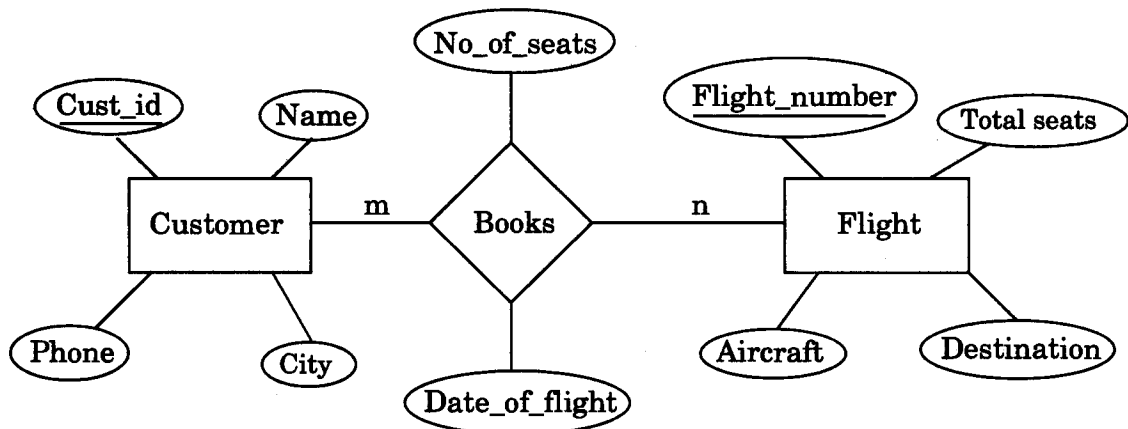 No_of_seats
Cust_id
Name
Flight_number
Total seats
Customer
m
Books
n
Flight
Phone
City
Aircraft
Destination
Date_of_flight